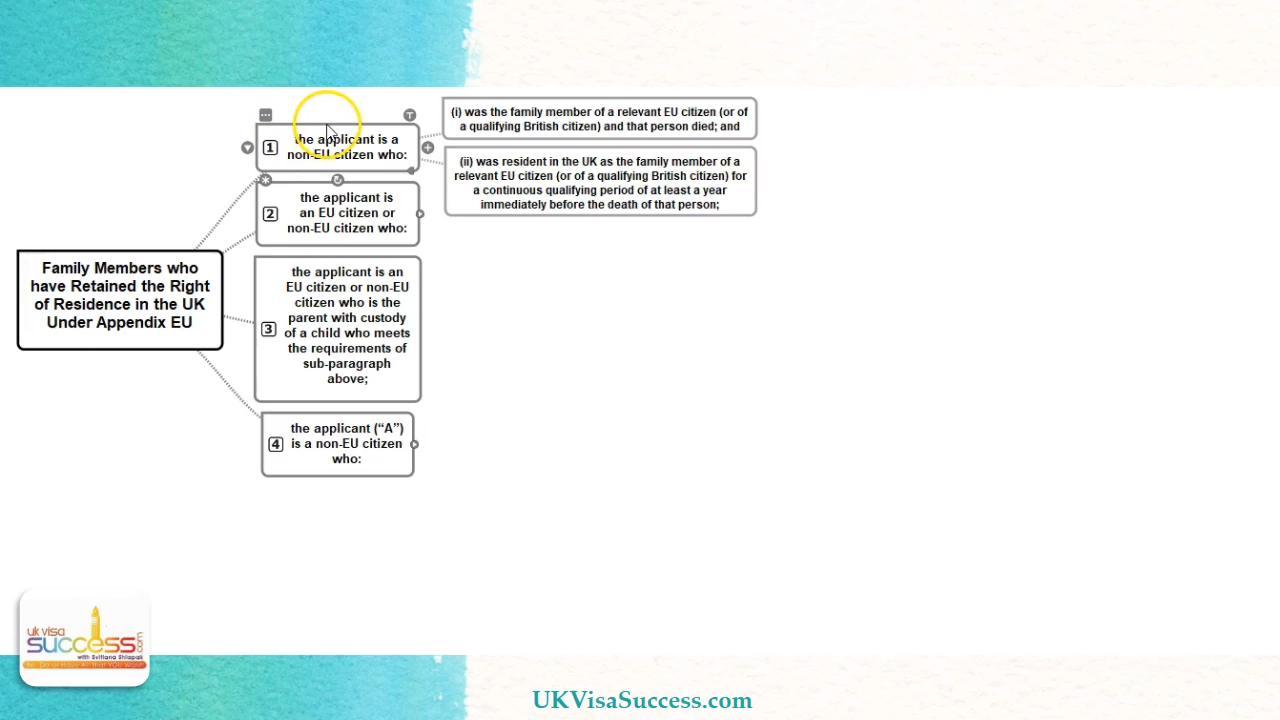 (i) was the family member of a relevant EU citizen (or of
a qualifying British citizen) and that person died; and
1
the applicant is a
non-EU citizen who:
(ii) was resident in the UK as the family member of a
relevant EU citizen (or of a qualifying British citizen) for
a continuous qualifying period of at least a year
immediately before the death of that person;
2
the applicant is
an EU citizen or
non-EU citizen who:
Family Members who
have Retained the Right
of Residence in the UK
Under Appendix EU
3
the applicant is an
EU citizen or non-EU
citizen who is the
parent with custody
of a child who meets
the requirements of
sub-paragraph
above;
4
the applicant (“A”)
is a non-EU citizen
who:
uk visa
success.com
with Svitlana Shlapak
UKVisaSuccess.com